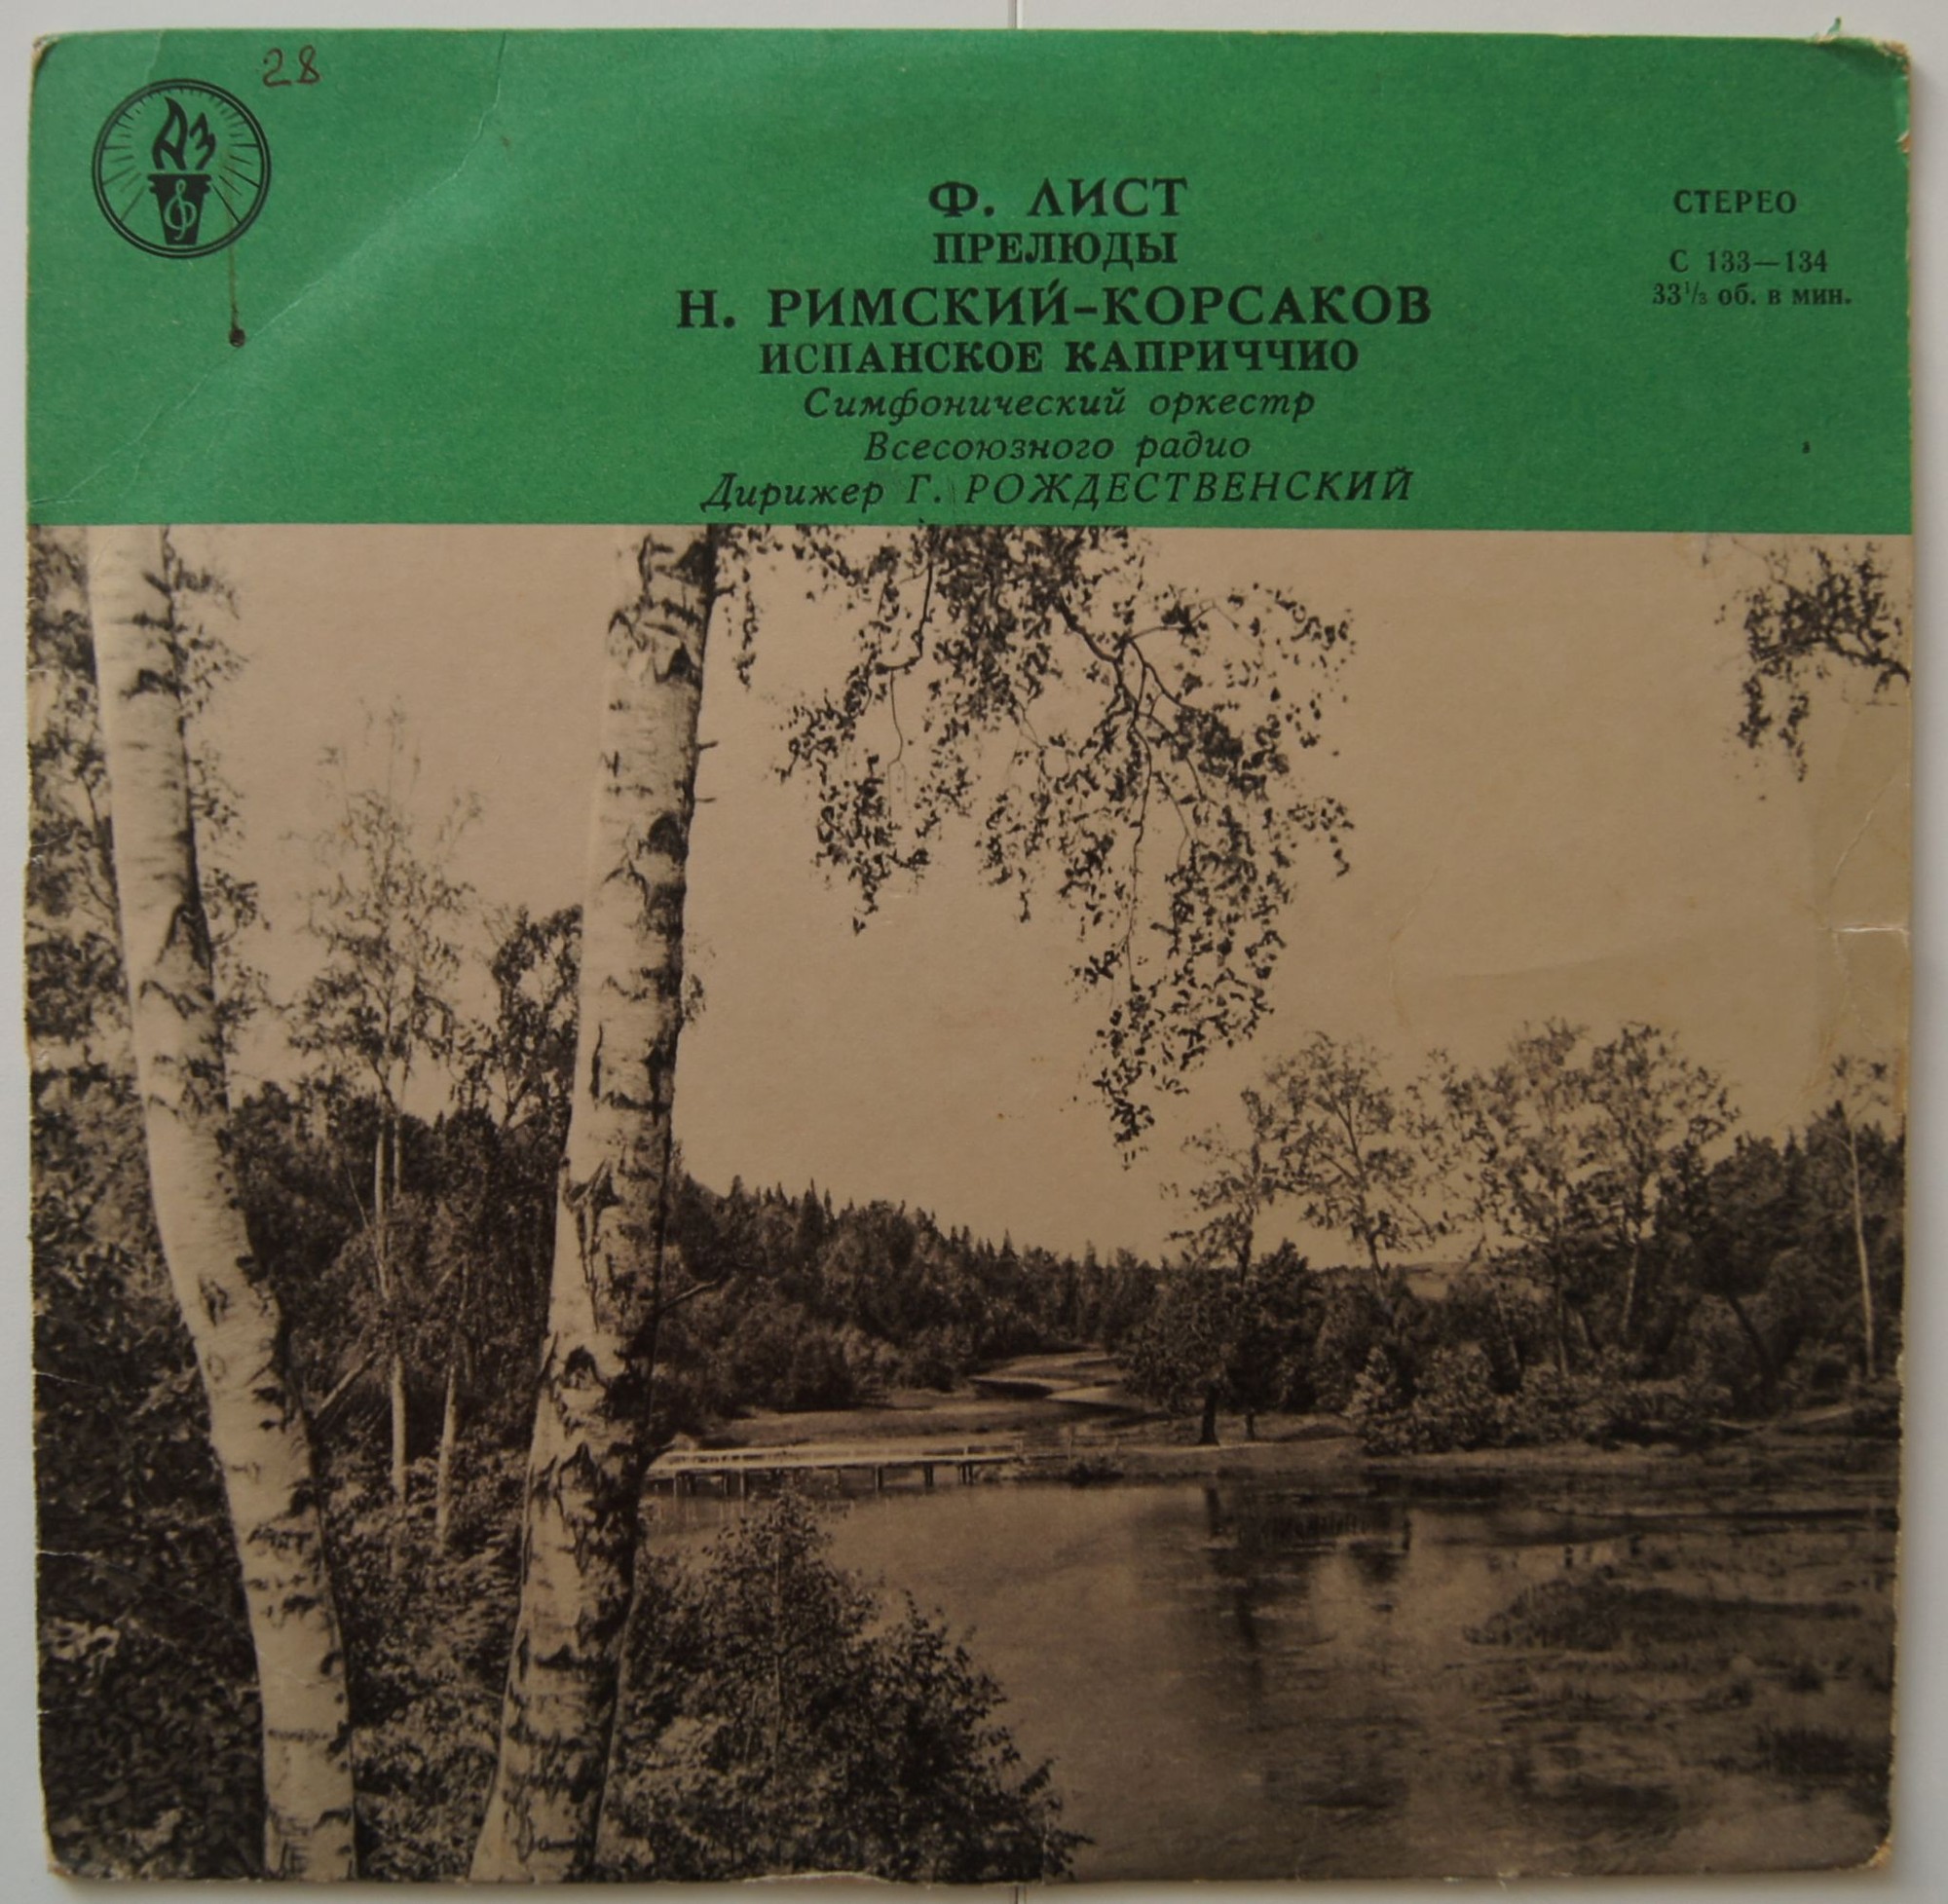 28
АЗ
Ф. ЛИСТ
ПРЕЛЮДЫ
Н. РИМСКИЙ-КОРСАКОВ
ИСПАНСКОЕ КАПРИЧЧИО
Симфонический оркестр
Всесоюзного радио
Дирижер Г. РОЖДЕСТВЕНСКИЙ
СТЕРЕО
С 133—134
33⅓ об. в мин.